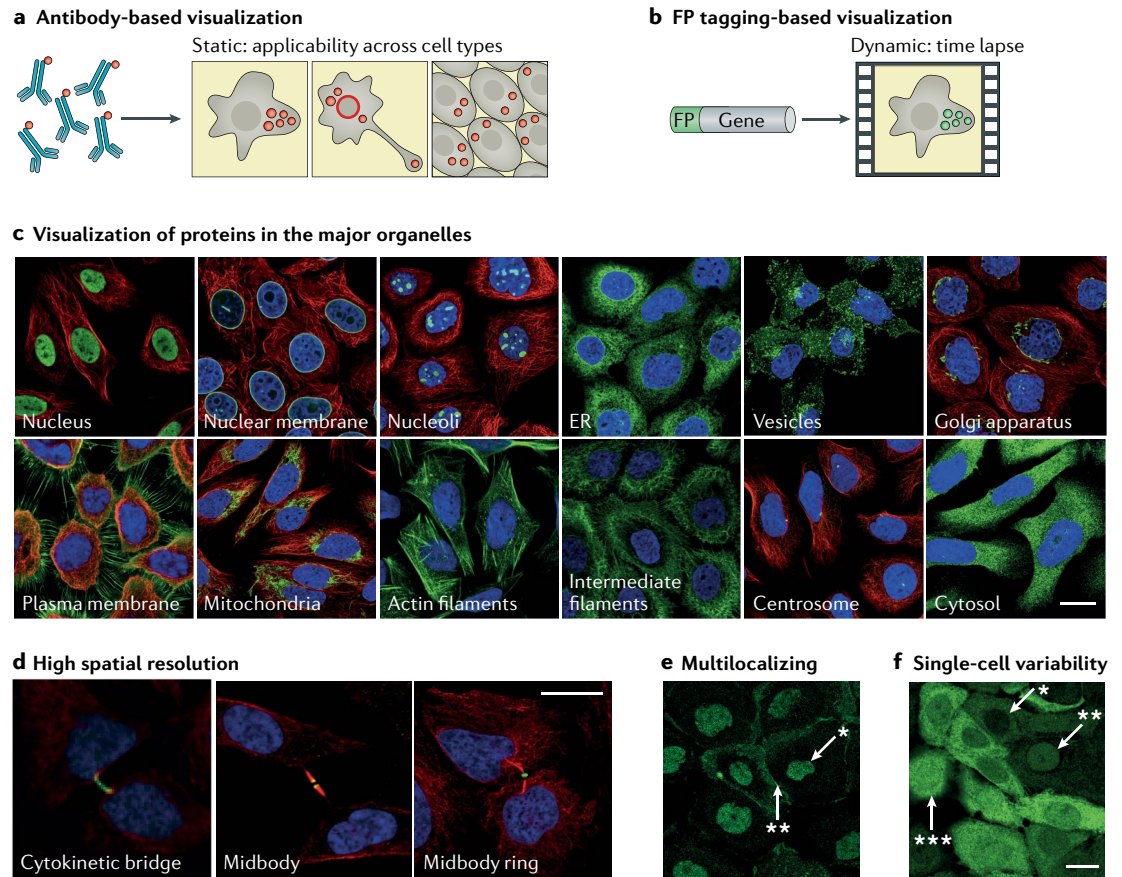 a Antibody-based visualization
Static: applicability across cell types
b FP tagging-based visualization
Dynamic: time lapse
FP Gene
c Visualization of proteins in the major organelles
Nucleus
Nuclear membrane
Nucleoli
ER
Vesicles
Golgi apparatus
Plasma membrane
Mitochondria
Actin filaments
Intermediate
filaments
Centrosome
Cytosol
d High spatial resolution
Cytokinetic bridge
Midbody
Midbody ring
e Multilocalizing
*
**
f Single-cell variability
*
**
***